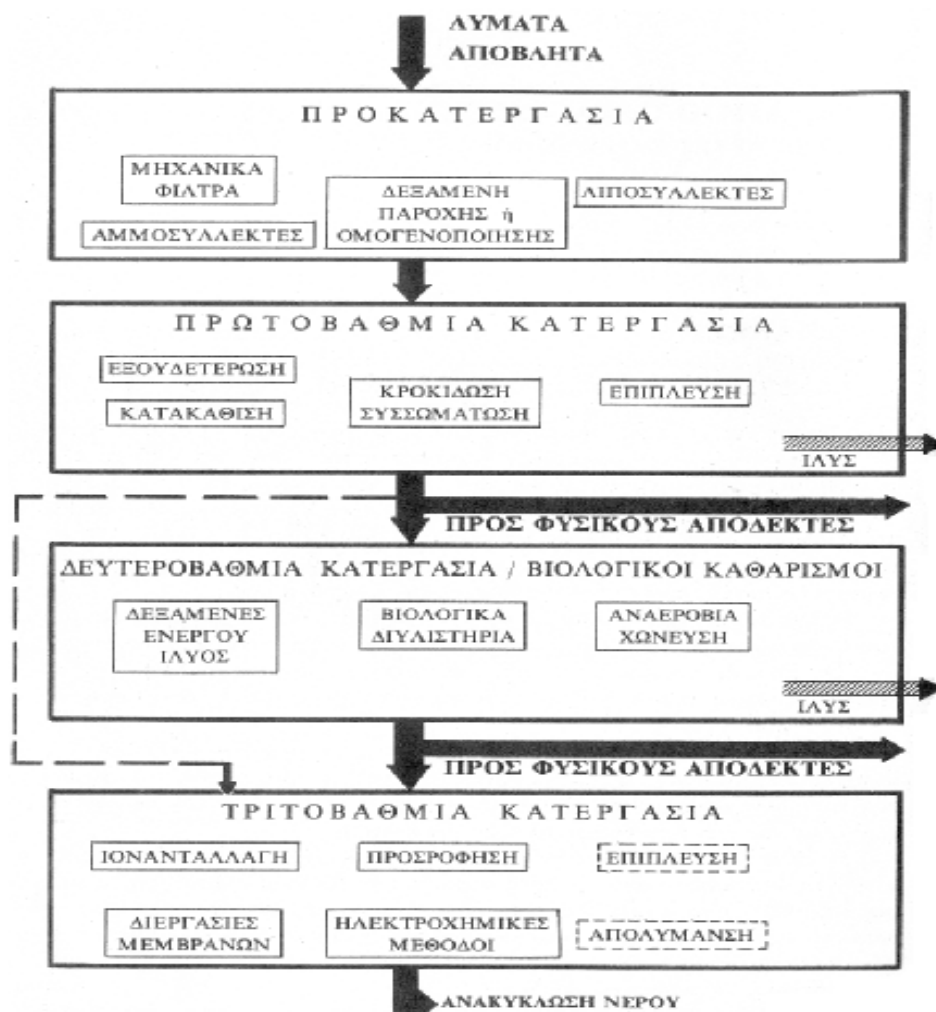 ΛΥΜΑΤΑ
ΑΠΟΒΛΗΤΑ
ΠΡΟΚΑΤΕΡΓΑΣΙΑ
ΜΗΧΑΝΙΚΑ
ΦΙΛΤΡΑ
ΑΜΜΟΣΥΛΛΕΚΤΕΣ
ΔΕΞΑΜΕΝΗ
ΠΑΡΟΧΗΣ ή
ΟΜΟΓΕΝΟΠΟΙΗΣΗΣ
ΛΙΠΟΣΥΛΛΕΚΤΕΣ
ΠΡΩΤΟΒΑΘΜΙΑ ΚΑΤΕΡΓΑΣΙΑ
ΕΞΟΥΔΕΤΕΡΩΣΗ
ΚΑΤΑΚΑΘΙΣΗ
ΚΡΟΚΙΔΩΣΗ
ΣΥΣΣΩΜΑΤΩΣΗ
ΕΠΙΠΛΕΥΣΗ
ΙΛΥΣ
ΠΡΟΣ ΦΥΣΙΚΟΥΣ ΑΠΟΔΕΚΤΕΣ
ΔΕΥΤΕΡΟΒΑΘΜΙΑ ΚΑΤΕΡΓΑΣΙΑ / ΒΙΟΛΟΓΙΚΟΙ ΚΑΘΑΡΙΣΜΟΙ
ΔΕΞΑΜΕΝΕΣ
ΕΝΕΡΓΟΥ
ΙΛΥΟΣ
ΒΙΟΛΟΓΙΚΑ
ΔΙΥΛΙΣΤΗΡΙΑ
ΑΝΑΕΡΟΒΙΑ
ΧΩΝΕΥΣΗ
ΙΛΥΣ
ΠΡΟΣ ΦΥΣΙΚΟΥΣ ΑΠΟΔΕΚΤΕΣ
ΤΡΙΤΟΒΑΘΜΙΑ ΚΑΤΕΡΓΑΣΙΑ
ΙΟΝΑΝΤΑΛΛΑΓΗ
ΠΡΟΣΡΟΦΗΣΗ
ΕΠΙΠΛΕΥΣΗ
ΔΙΕΡΓΑΣΙΕΣ
ΜΕΜΒΡΑΝΩΝ
ΗΛΕΚΤΡΟΧΗΜΙΚΕΣ
ΜΕΘΟΔΟΙ
ΑΠΟΛΥΜΑΝΣΗ
ΑΝΑΚΥΚΛΩΣΗ ΝΕΡΟΥ